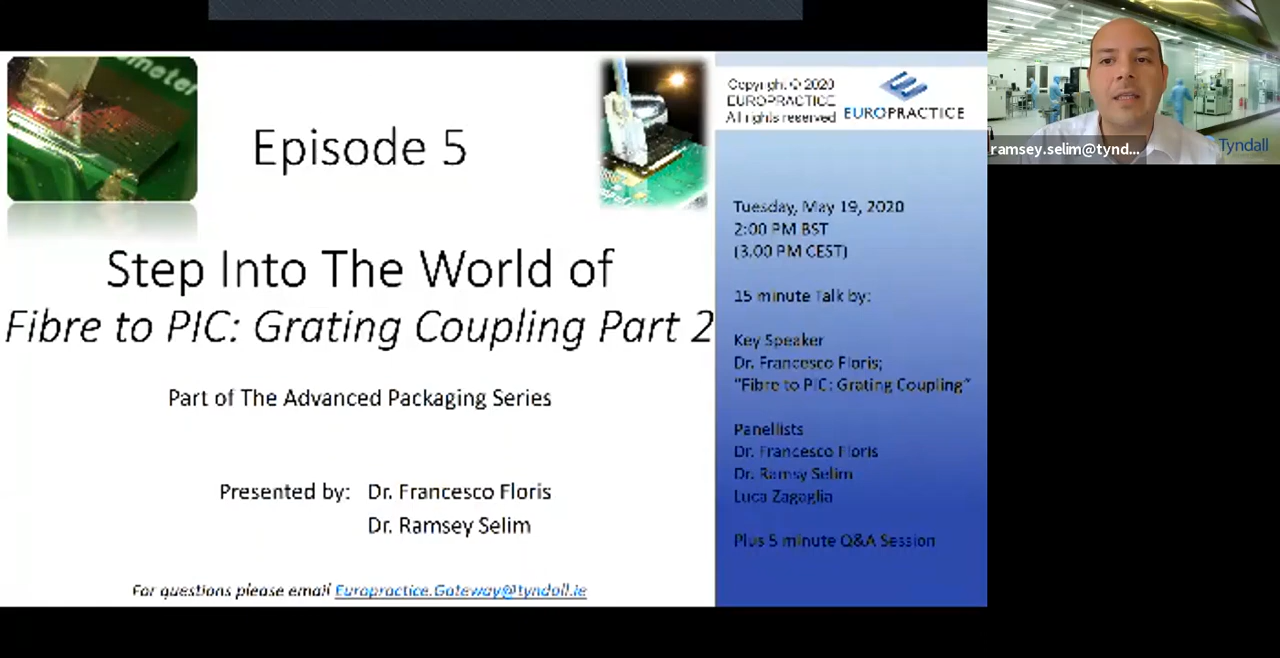 ometer
Episode 5
Step Into The World of
Fibre to PIC: Grating Coupling Part 2
Part of The Advanced Packaging Series
Presented by: Dr. Francesco Floris
Dr. Ramsey Selim
For questions please email Europractice.Gateway@tyndall.ie
Copyright © 2020
EUROPRACTICE
All rights reserved
EUROPRACTICE
Tuesday, May 19, 2020
2:00 PM BST
(3.00 PM CEST)
15 minute Talk by:
Key Speaker
Dr. Francesco Floris;
"Fibre to PIC: Grating Coupling"
Panellists
Dr. Francesco Floris
Dr. Ramsy Selim
Luca Zagaglia
Plus 5 minute Q&A Session
ramsey.selim@tynd...
Tyndall